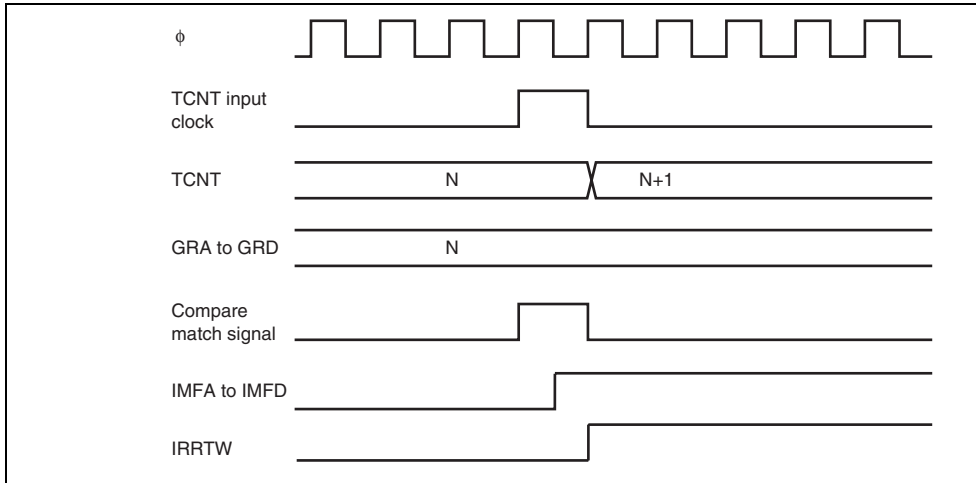 ϕ
TCNT input
clock
TCNT
N
N+1
GRA to GRD
N
Compare
match signal
IMFA to IMFD
IRRTW